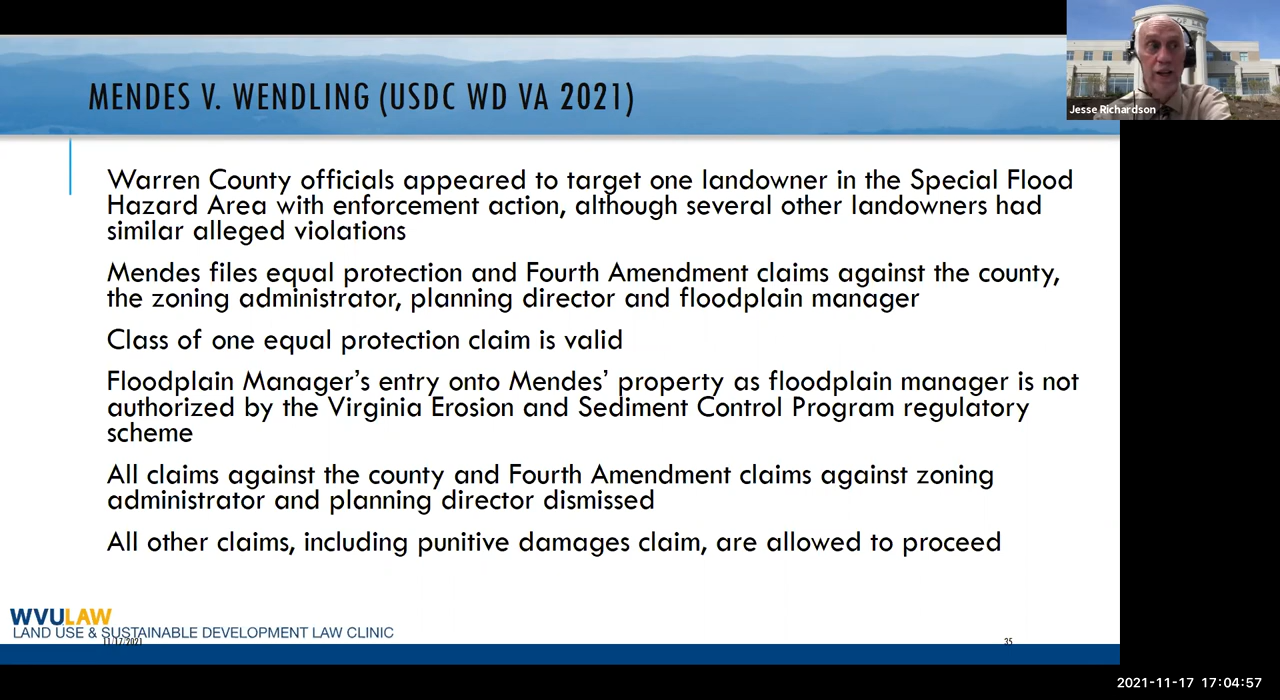 MENDES V. WENDLING (USDC WD VA 2021)
Jesse Richardson
Warren County officials appeared to target one landowner in the Special Flood
Hazard Area with enforcement action, although several other landowners had
similar alleged violations
Mendes files equal protection and Fourth Amendment claims against the county,
the zoning administrator, planning director and floodplain manager
Class of one equal protection claim is valid
Floodplain Manager’s entry onto Mendes’ property as floodplain manager is not
authorized by the Virginia Erosion and Sediment Control Program regulatory
scheme
All claims against the county and Fourth Amendment claims against zoning
administrator and planning director dismissed
All other claims, including punitive damages claim, are allowed to proceed
WVULAW
LAND USE & SUSTAINABLE DEVELOPMENT LAW CLINIC
11/17/2021
35
2021-11-17 17:04:57